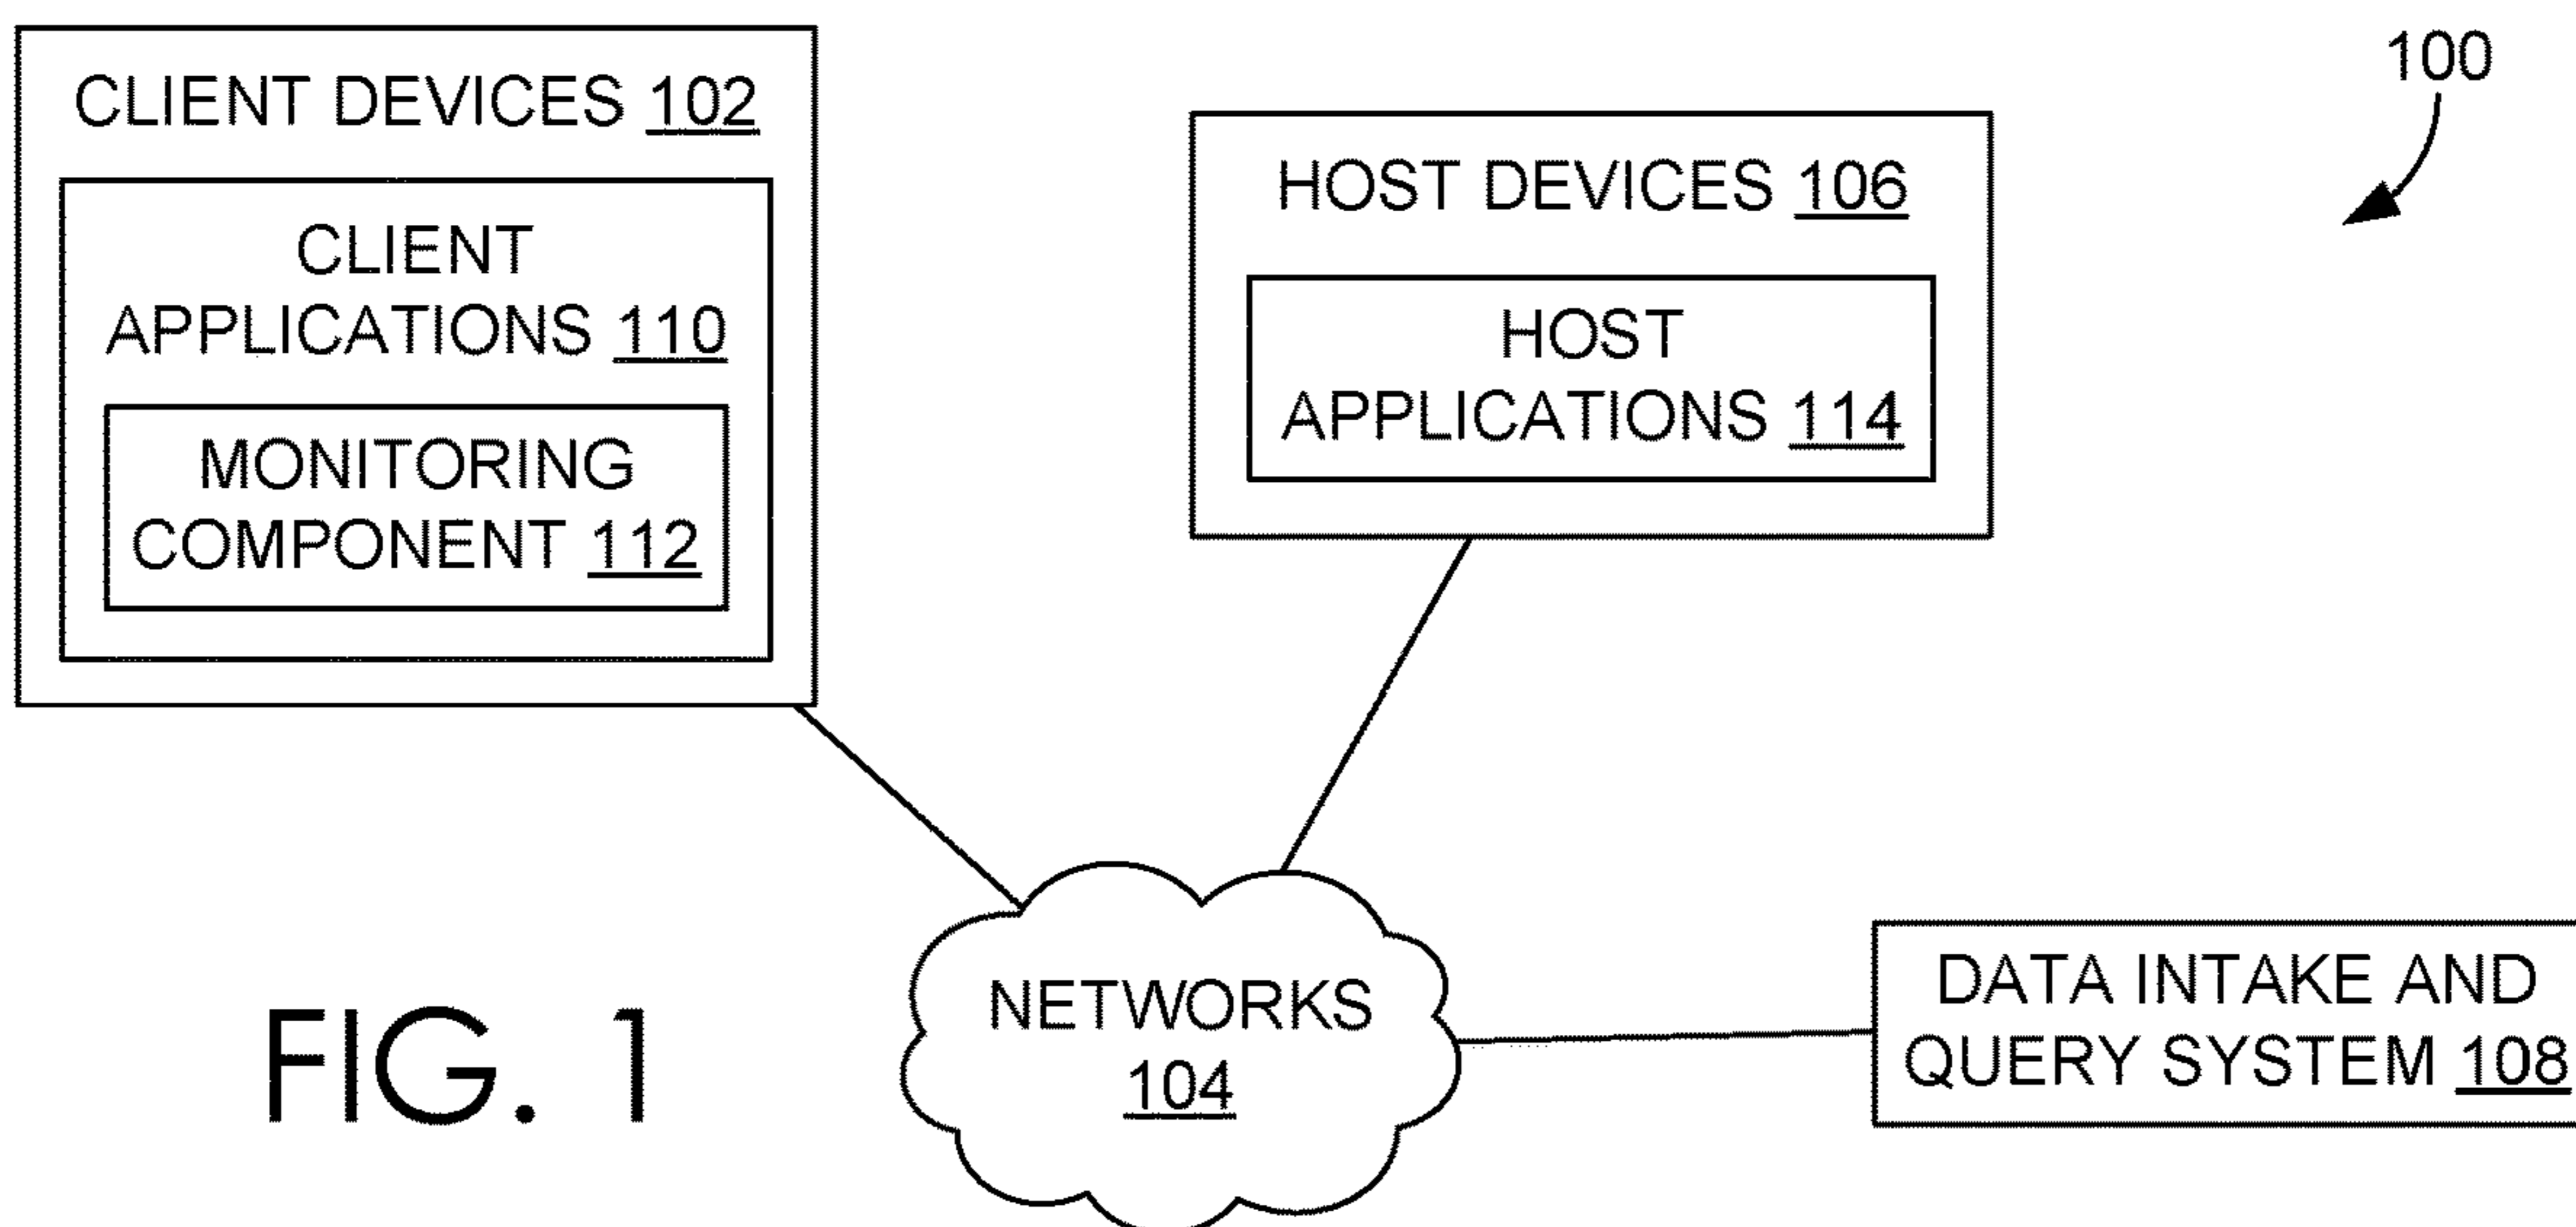 100
CLIENT DEVICES 102
CLIENT
APPLICATIONS 110
MONITORING
COMPONENT 112
HOST DEVICES 106
HOST
APPLICATIONS 114
NETWORKS
104
DATA INTAKE AND
QUERY SYSTEM 108
FIG. 1